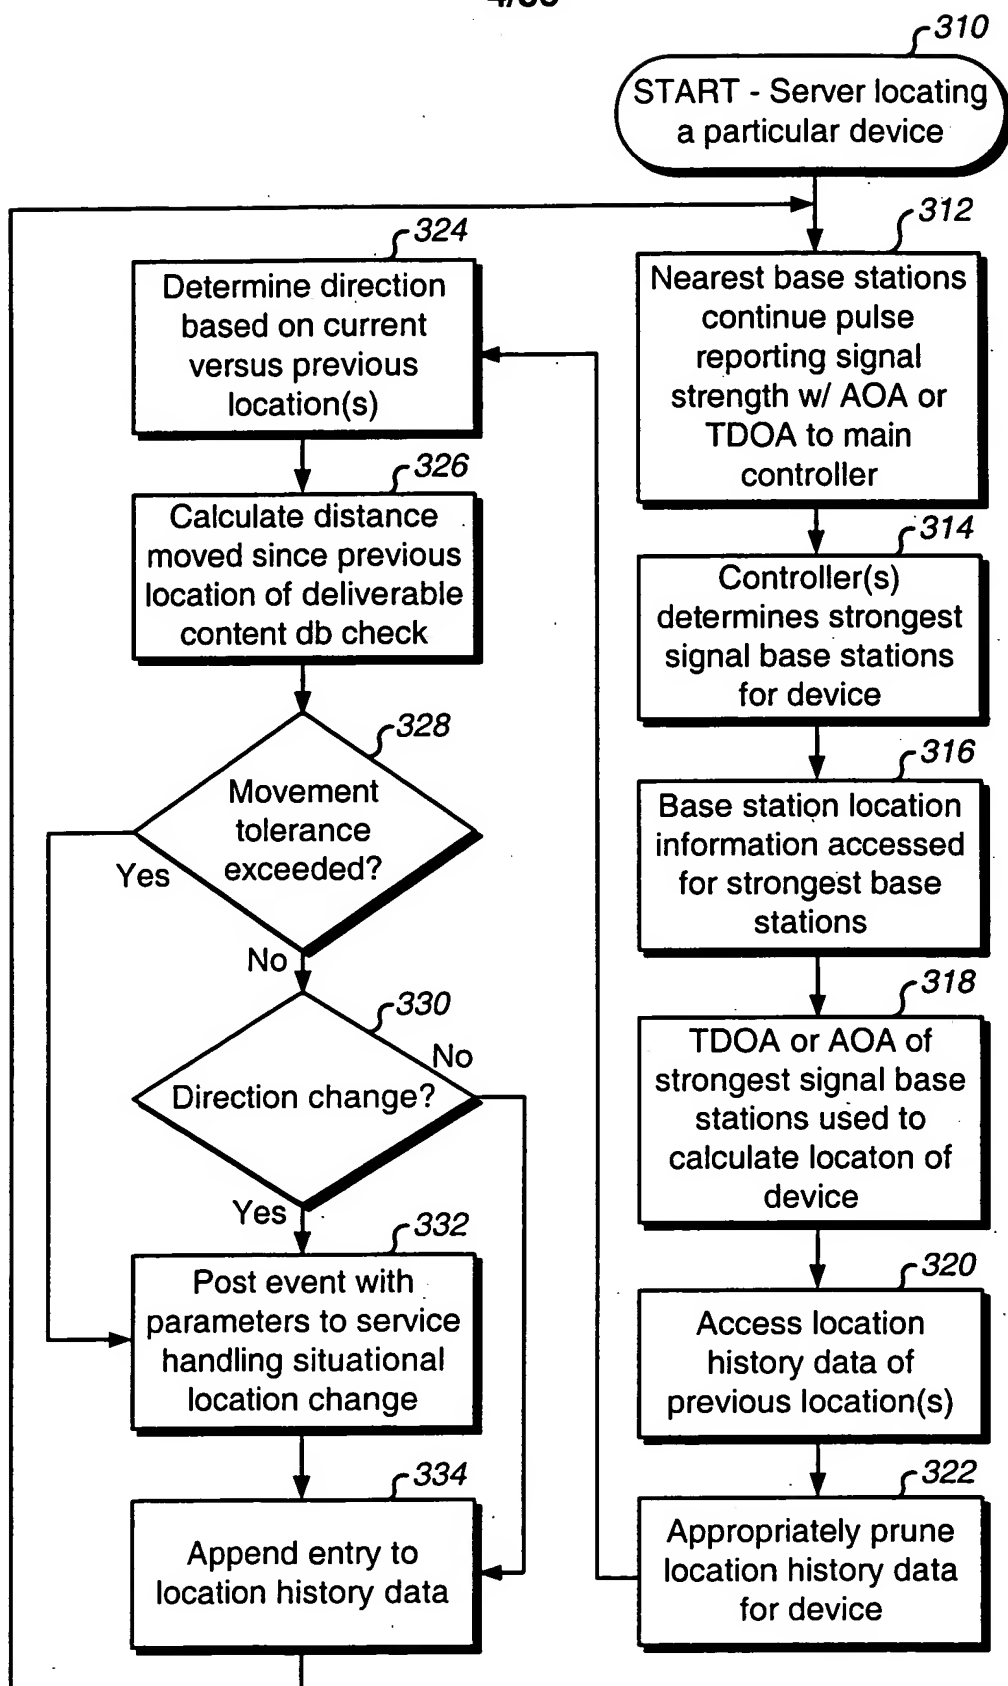 310
START - Server locating
a particular device
312
Nearest base stations
continue pulse
reporting signal
strength w/ AOA or
TDOA to main
controller
314
Controller(s)
determines strongest
signal base stations
for device
316
Base station location
information accessed
for strongest base
stations
318
TDOA or AOA of
strongest signal base
stations used to
calculate locaton of
device
320
Access location
history data of
previous location(s)
322
Appropriately prune
location history data
for device
324
Determine direction
based on current
versus previous
location(s)
326
Calculate distance
moved since previous
location of deliverable
content db check
328
Movement
tolerance
exceeded?
Yes
No
330
No
Direction change?
Yes
332
Post event with
parameters to service
handling situational
location change
334
Append entry to
location history data